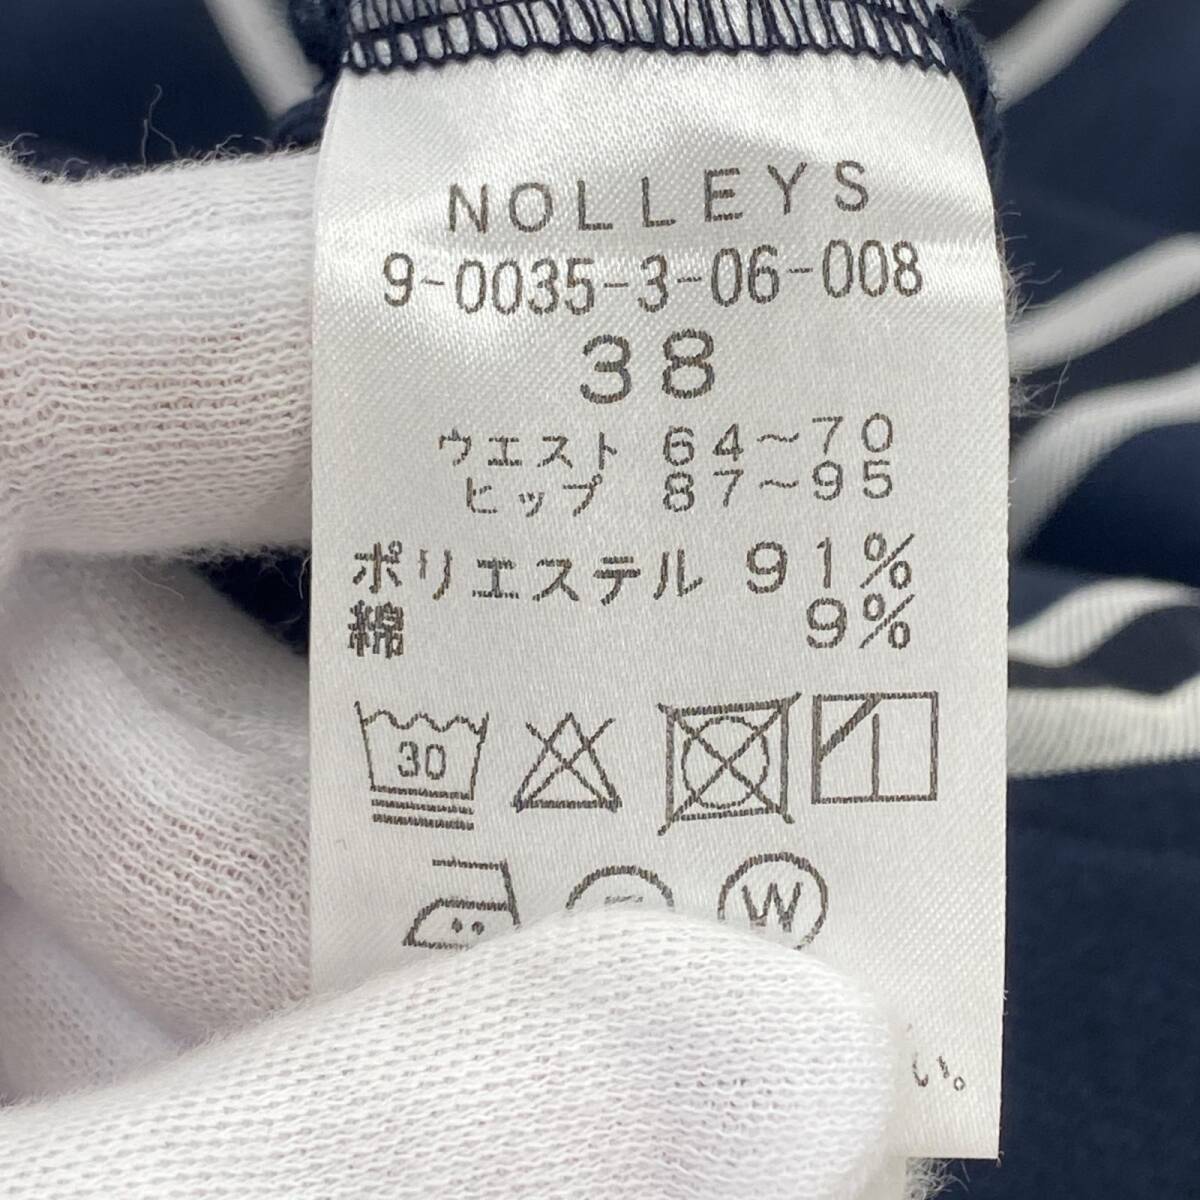 NOLLEYS
9-0035-3-06-008
38
ウエスト 64～70
ヒップ 87～95
ポリエステル 91%
綿 9%
30
W
い。